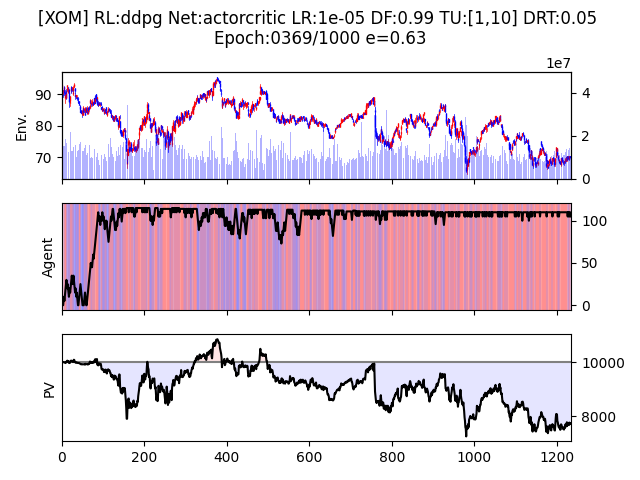 [XOM] RL:ddpg Net:actorcritic LR:1e-05 DF:0.99 TU:[1,10] DRT:0.05
Epoch:0369/1000 e=0.63
1e7
Env.
90
80
70
4
2
0
Agent
100
50
0
PV
10000
8000
0 200 400 600 800 1000 1200